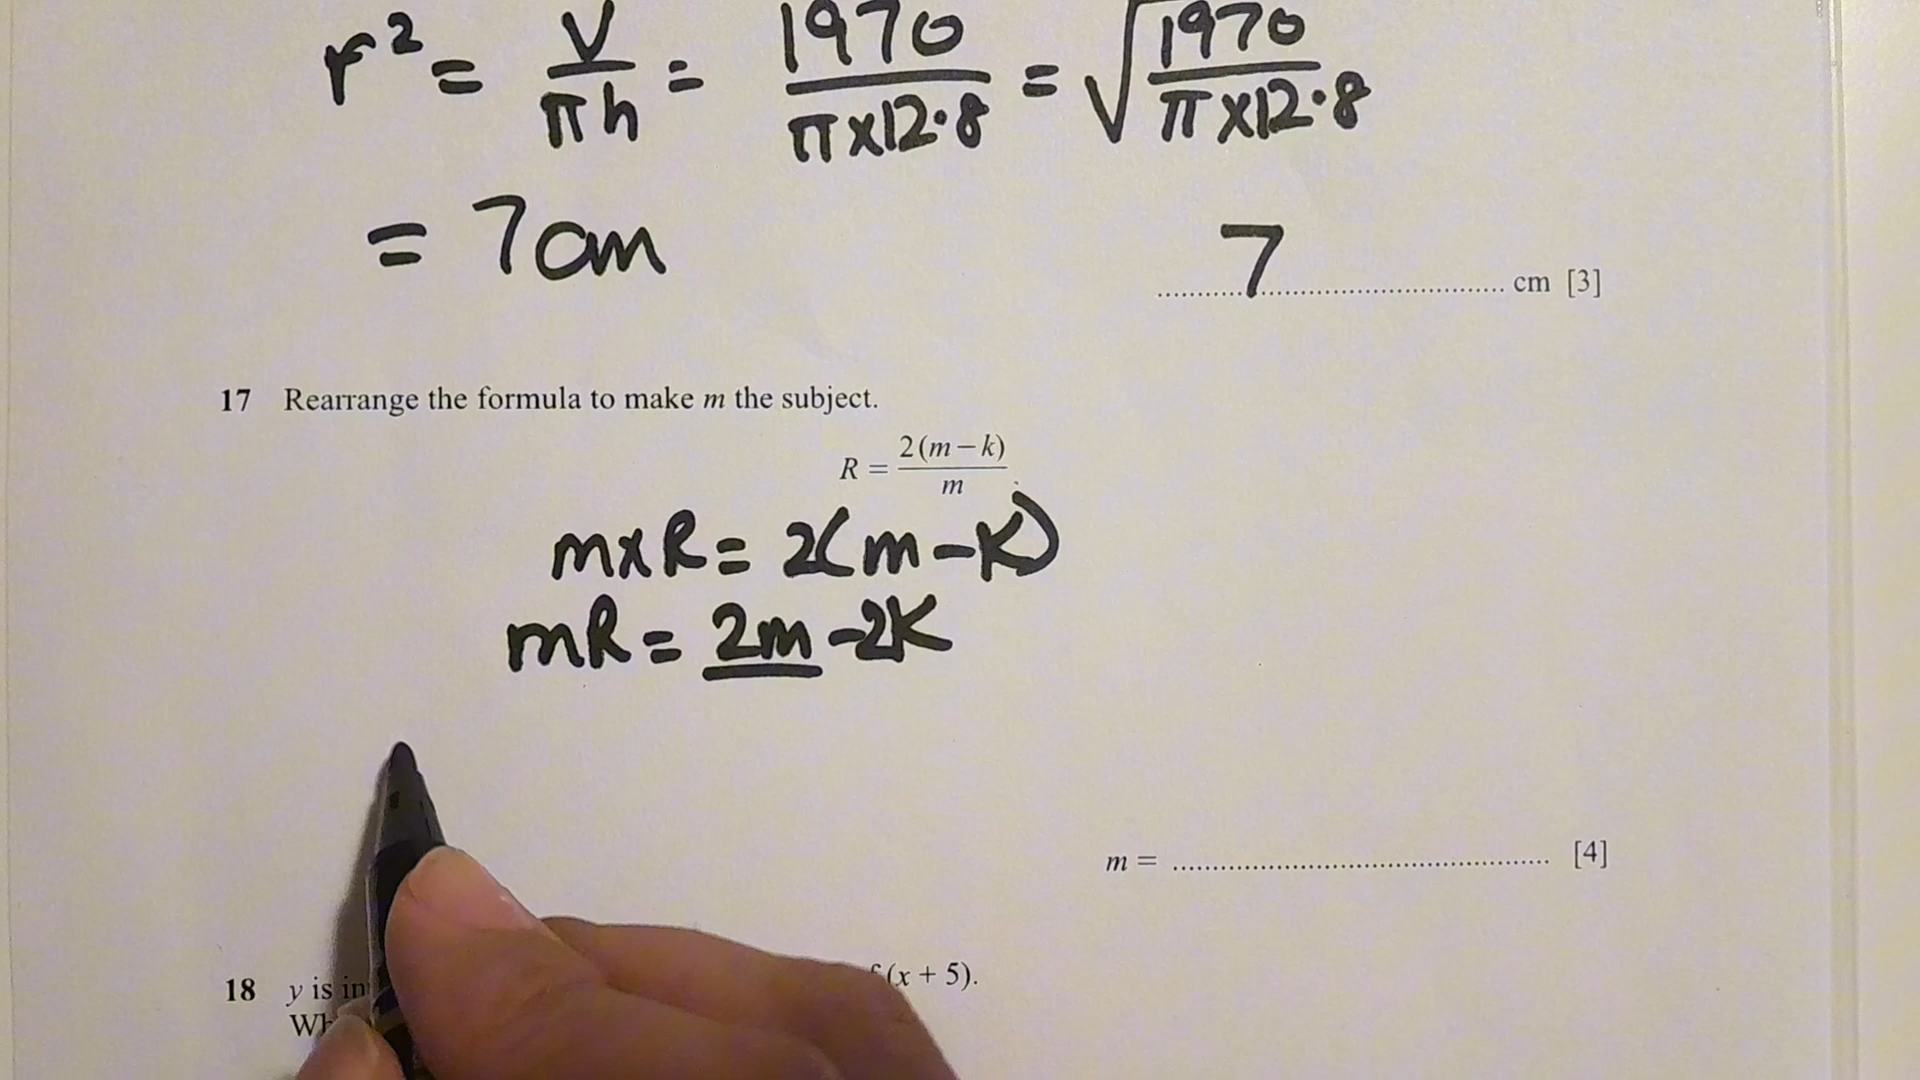 r² = V/πh = 1970/π×12·8 = √1970/π×12·8
= 7cm
7
.......... cm [3]
17 Rearrange the formula to make m the subject.
R = 2(m − k)/m
m×R = 2(m − K)
mR = 2m − 2K
m = .......... [4]
18 y is in (x + 5).